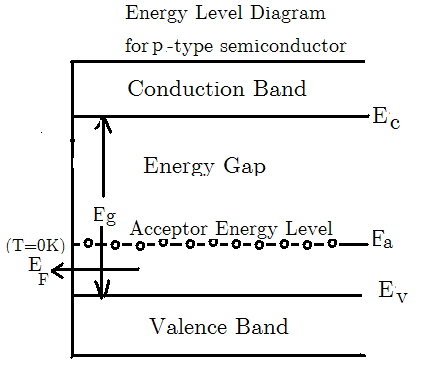 Energy Level Diagram
for p -type semiconductor
Conduction Band
Ec
Energy Gap
Eg
Acceptor Energy Level
(T=0K)
Ea
EF
Ev
Valence Band